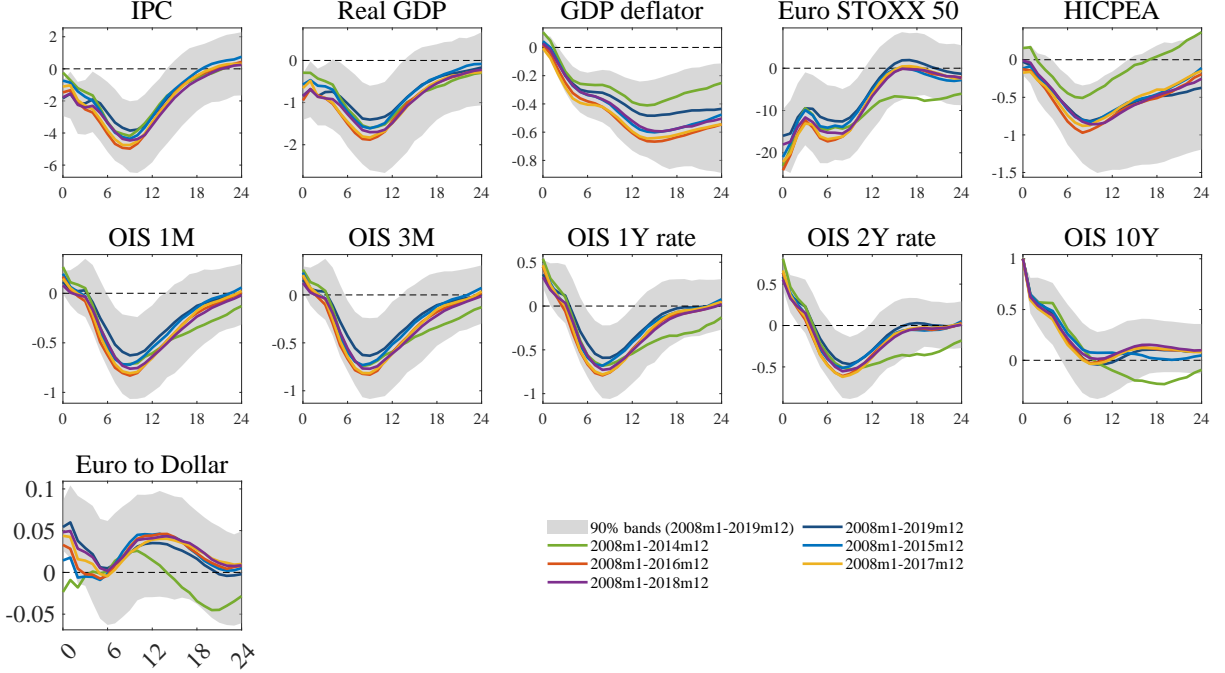 IPC
Real GDP
GDP deflator
Euro STOXX 50
HICPEA
2
0
-2
-4
-6
0 6 12 18 24
0
-1
-2
0 6 12 18 24
0
-0.2
-0.4
-0.6
-0.8
0 6 12 18 24
0
-10
-20
0 6 12 18 24
0
-0.5
-1
-1.5
0 6 12 18 24
OIS 1M
OIS 3M
OIS 1Y rate
OIS 2Y rate
OIS 10Y
0
-0.5
-1
0 6 12 18 24
0
-0.5
-1
0 6 12 18 24
0.5
0
-0.5
-1
0 6 12 18 24
0.5
0
-0.5
0 6 12 18 24
1
0.5
0
0 6 12 18 24
Euro to Dollar
0.1
0.05
0
-0.05
0 6 12 18 24
90% bands (2008m1-2019m12)
2008m1-2019m12
2008m1-2014m12
2008m1-2015m12
2008m1-2016m12
2008m1-2017m12
2008m1-2018m12